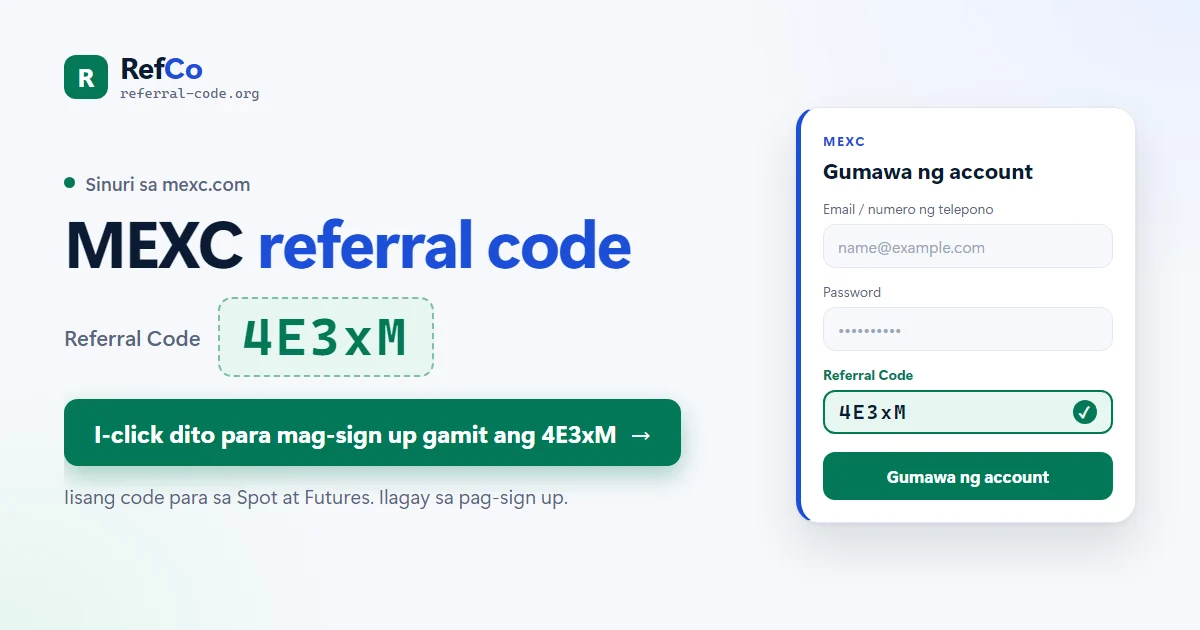 R
RefCo
referral-code.org
Sinuri sa mexc.com
MEXC referral code
Referral Code
4E3xM
I-click dito para mag-sign up gamit ang 4E3xM →
Iisang code para sa Spot at Futures. Ilagay sa pag-sign up.
MEXC
Gumawa ng account
Email / numero ng telepono
name@example.com
Password
••••••••••
Referral Code
4E3xM ✓
Gumawa ng account